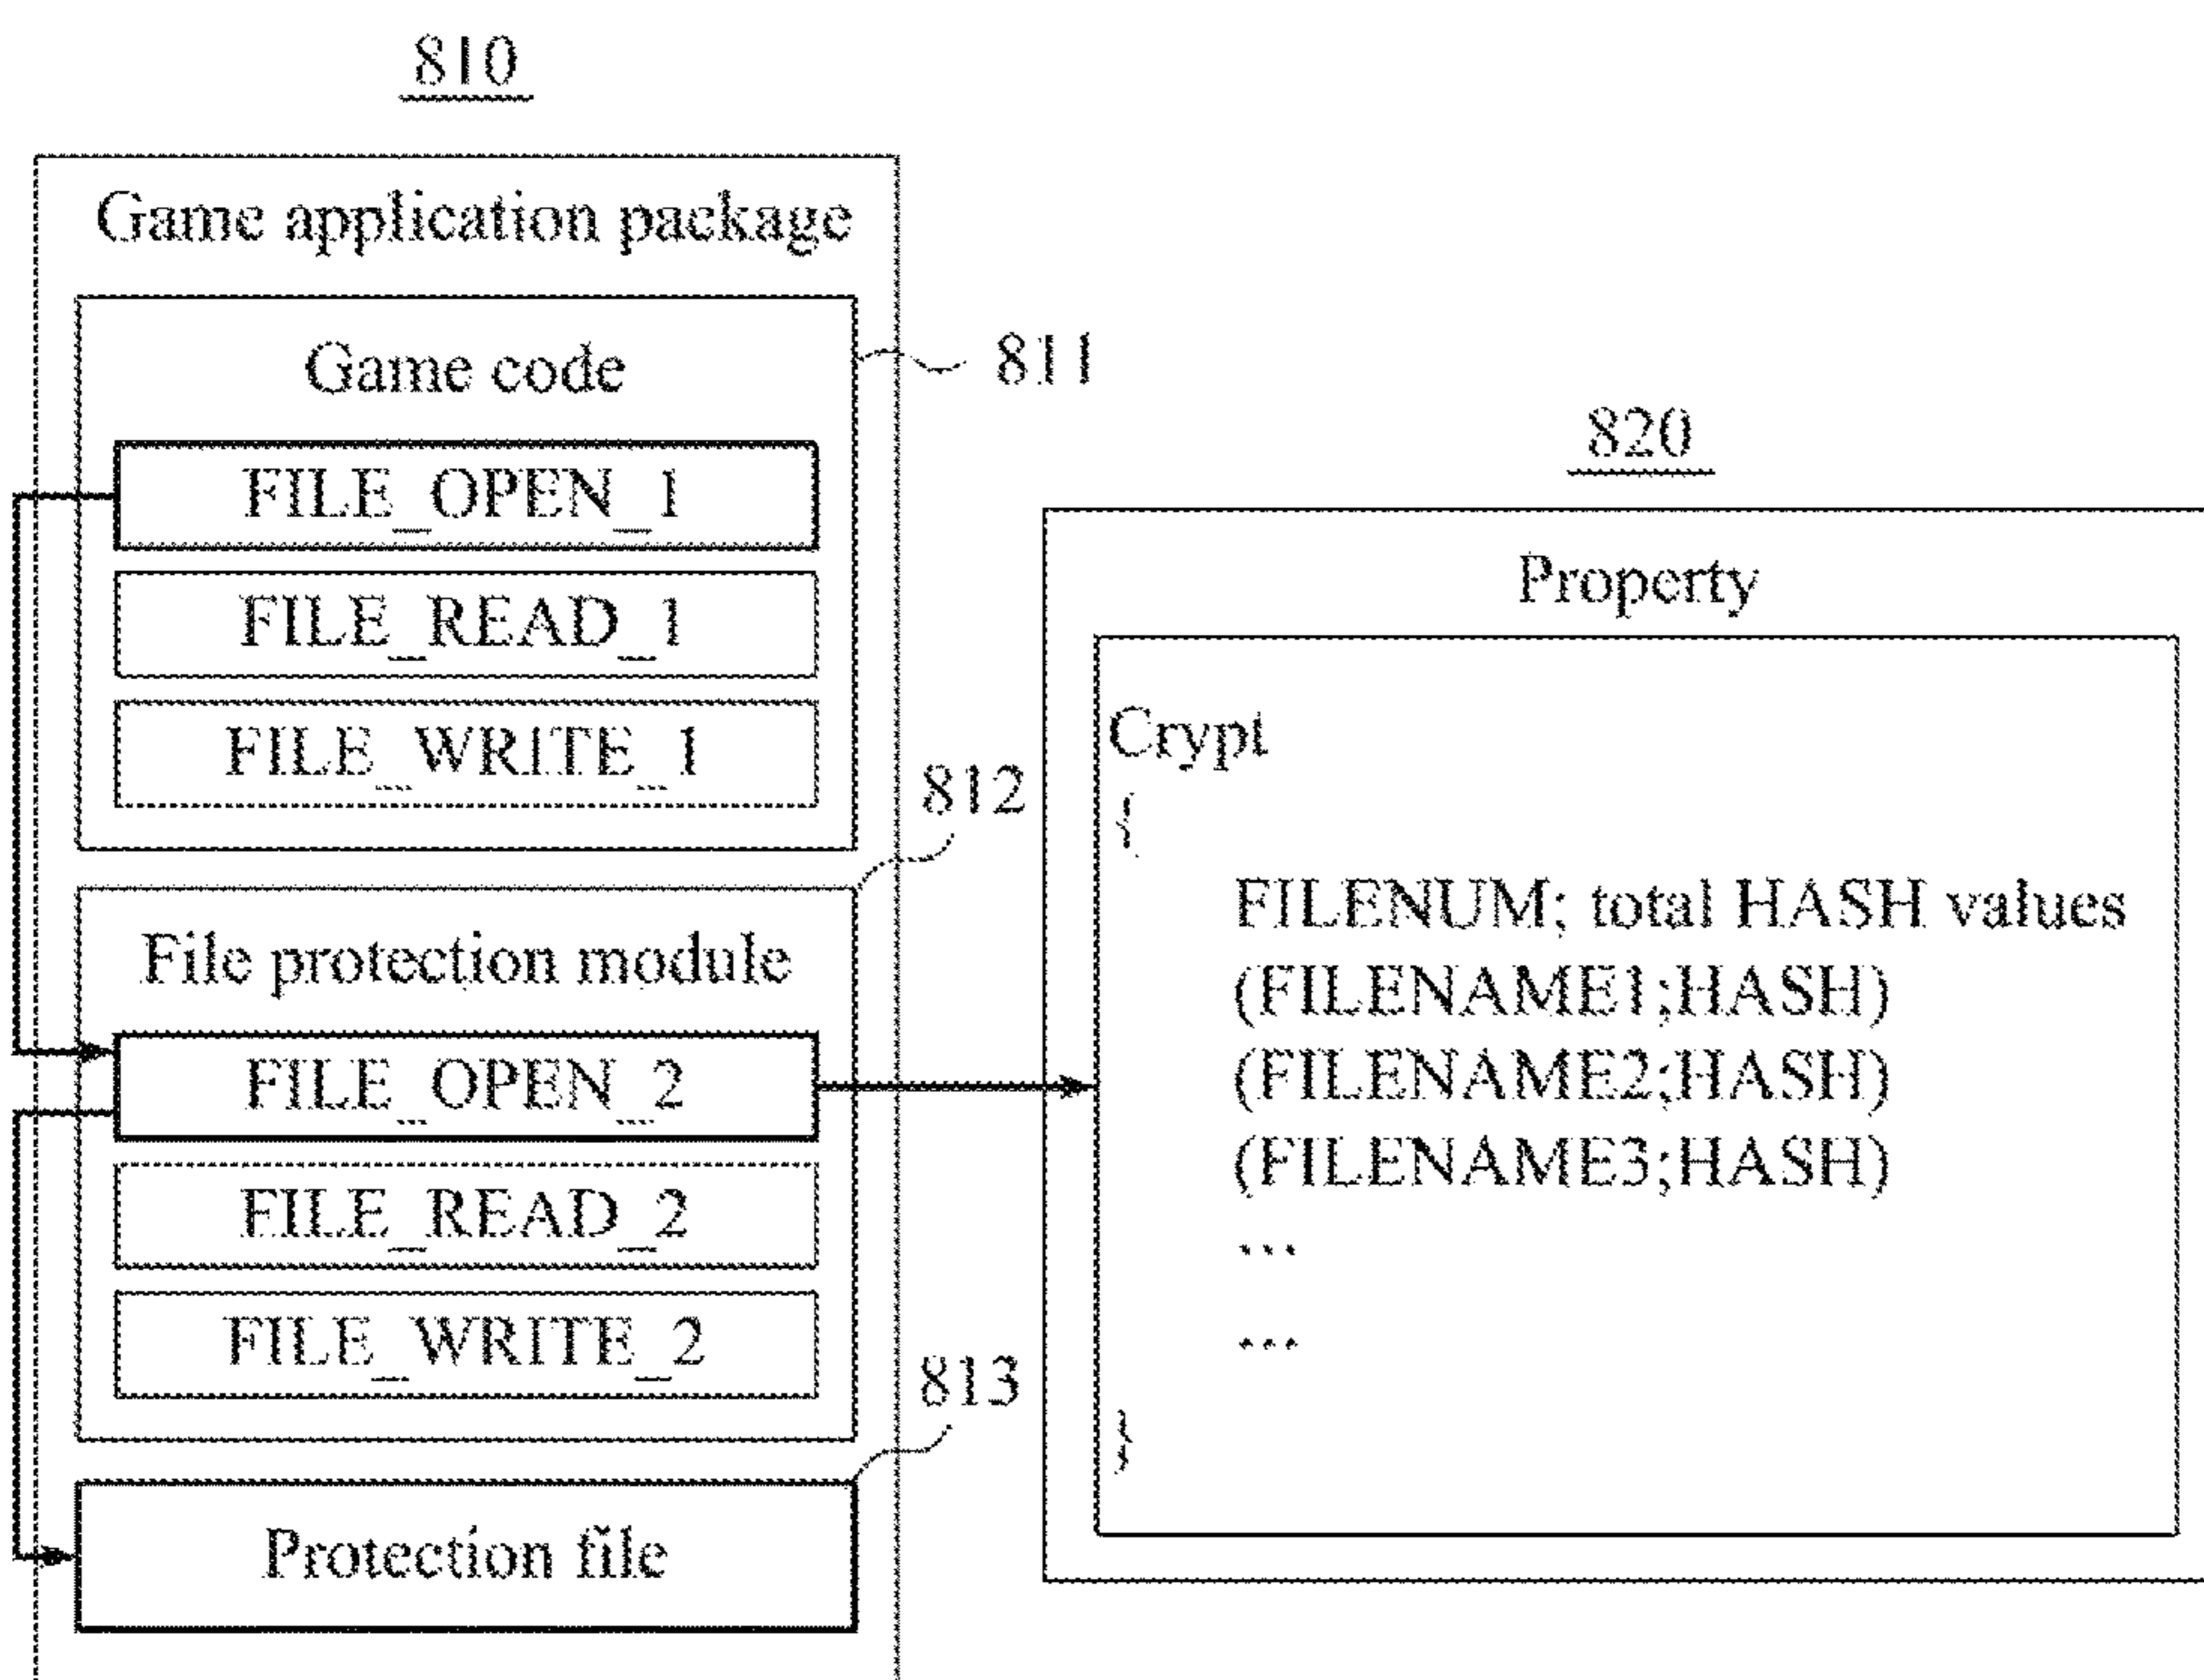 810
Game application package
Game code
811
FILE_OPEN_1
FILE_READ_1
FILE_WRITE_1
812
File protection module
FILE_OPEN_2
FILE_READ_2
FILE_WRITE_2
813
Protection file
820
Property
Crypt
{
FILENUM; total HASH values
(FILENAME1;HASH)
(FILENAME2;HASH)
(FILENAME3;HASH)
...
...
}